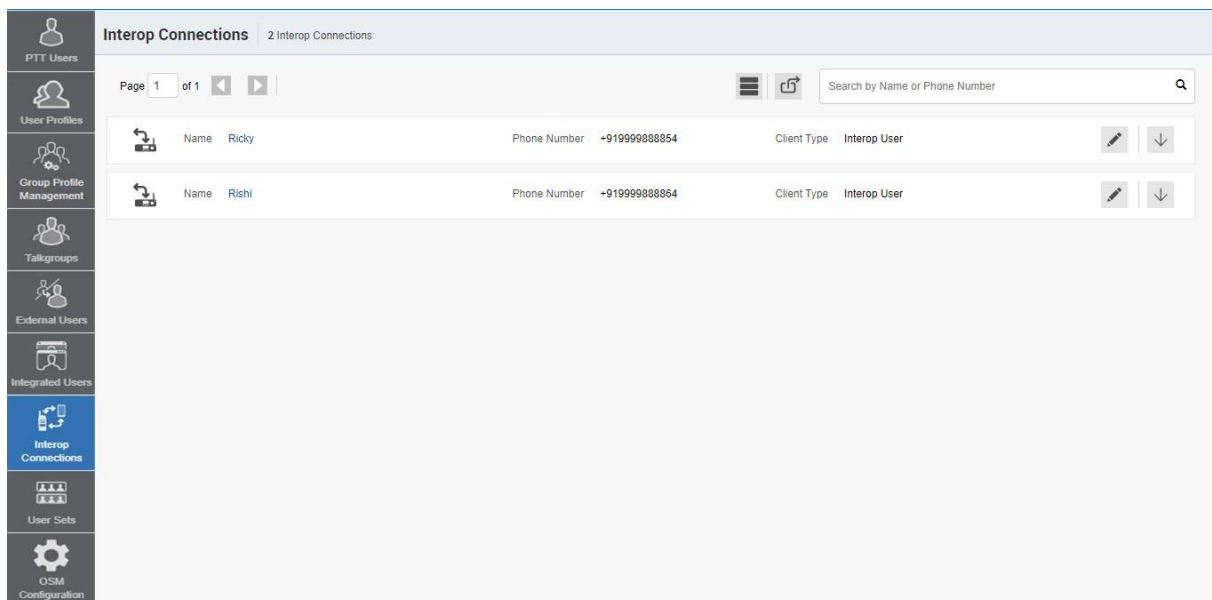 PTT Users
User Profiles
Group Profile
Management
Talkgroups
External Users
Integrated Users
Interop
Connections
User Sets
OSM
Configuration
Interop Connections 2 Interop Connections
Page 1 of 1 Search by Name or Phone Number
Name Ricky Phone Number +919999888854 Client Type Interop User
Name Rishi Phone Number +919999888864 Client Type Interop User